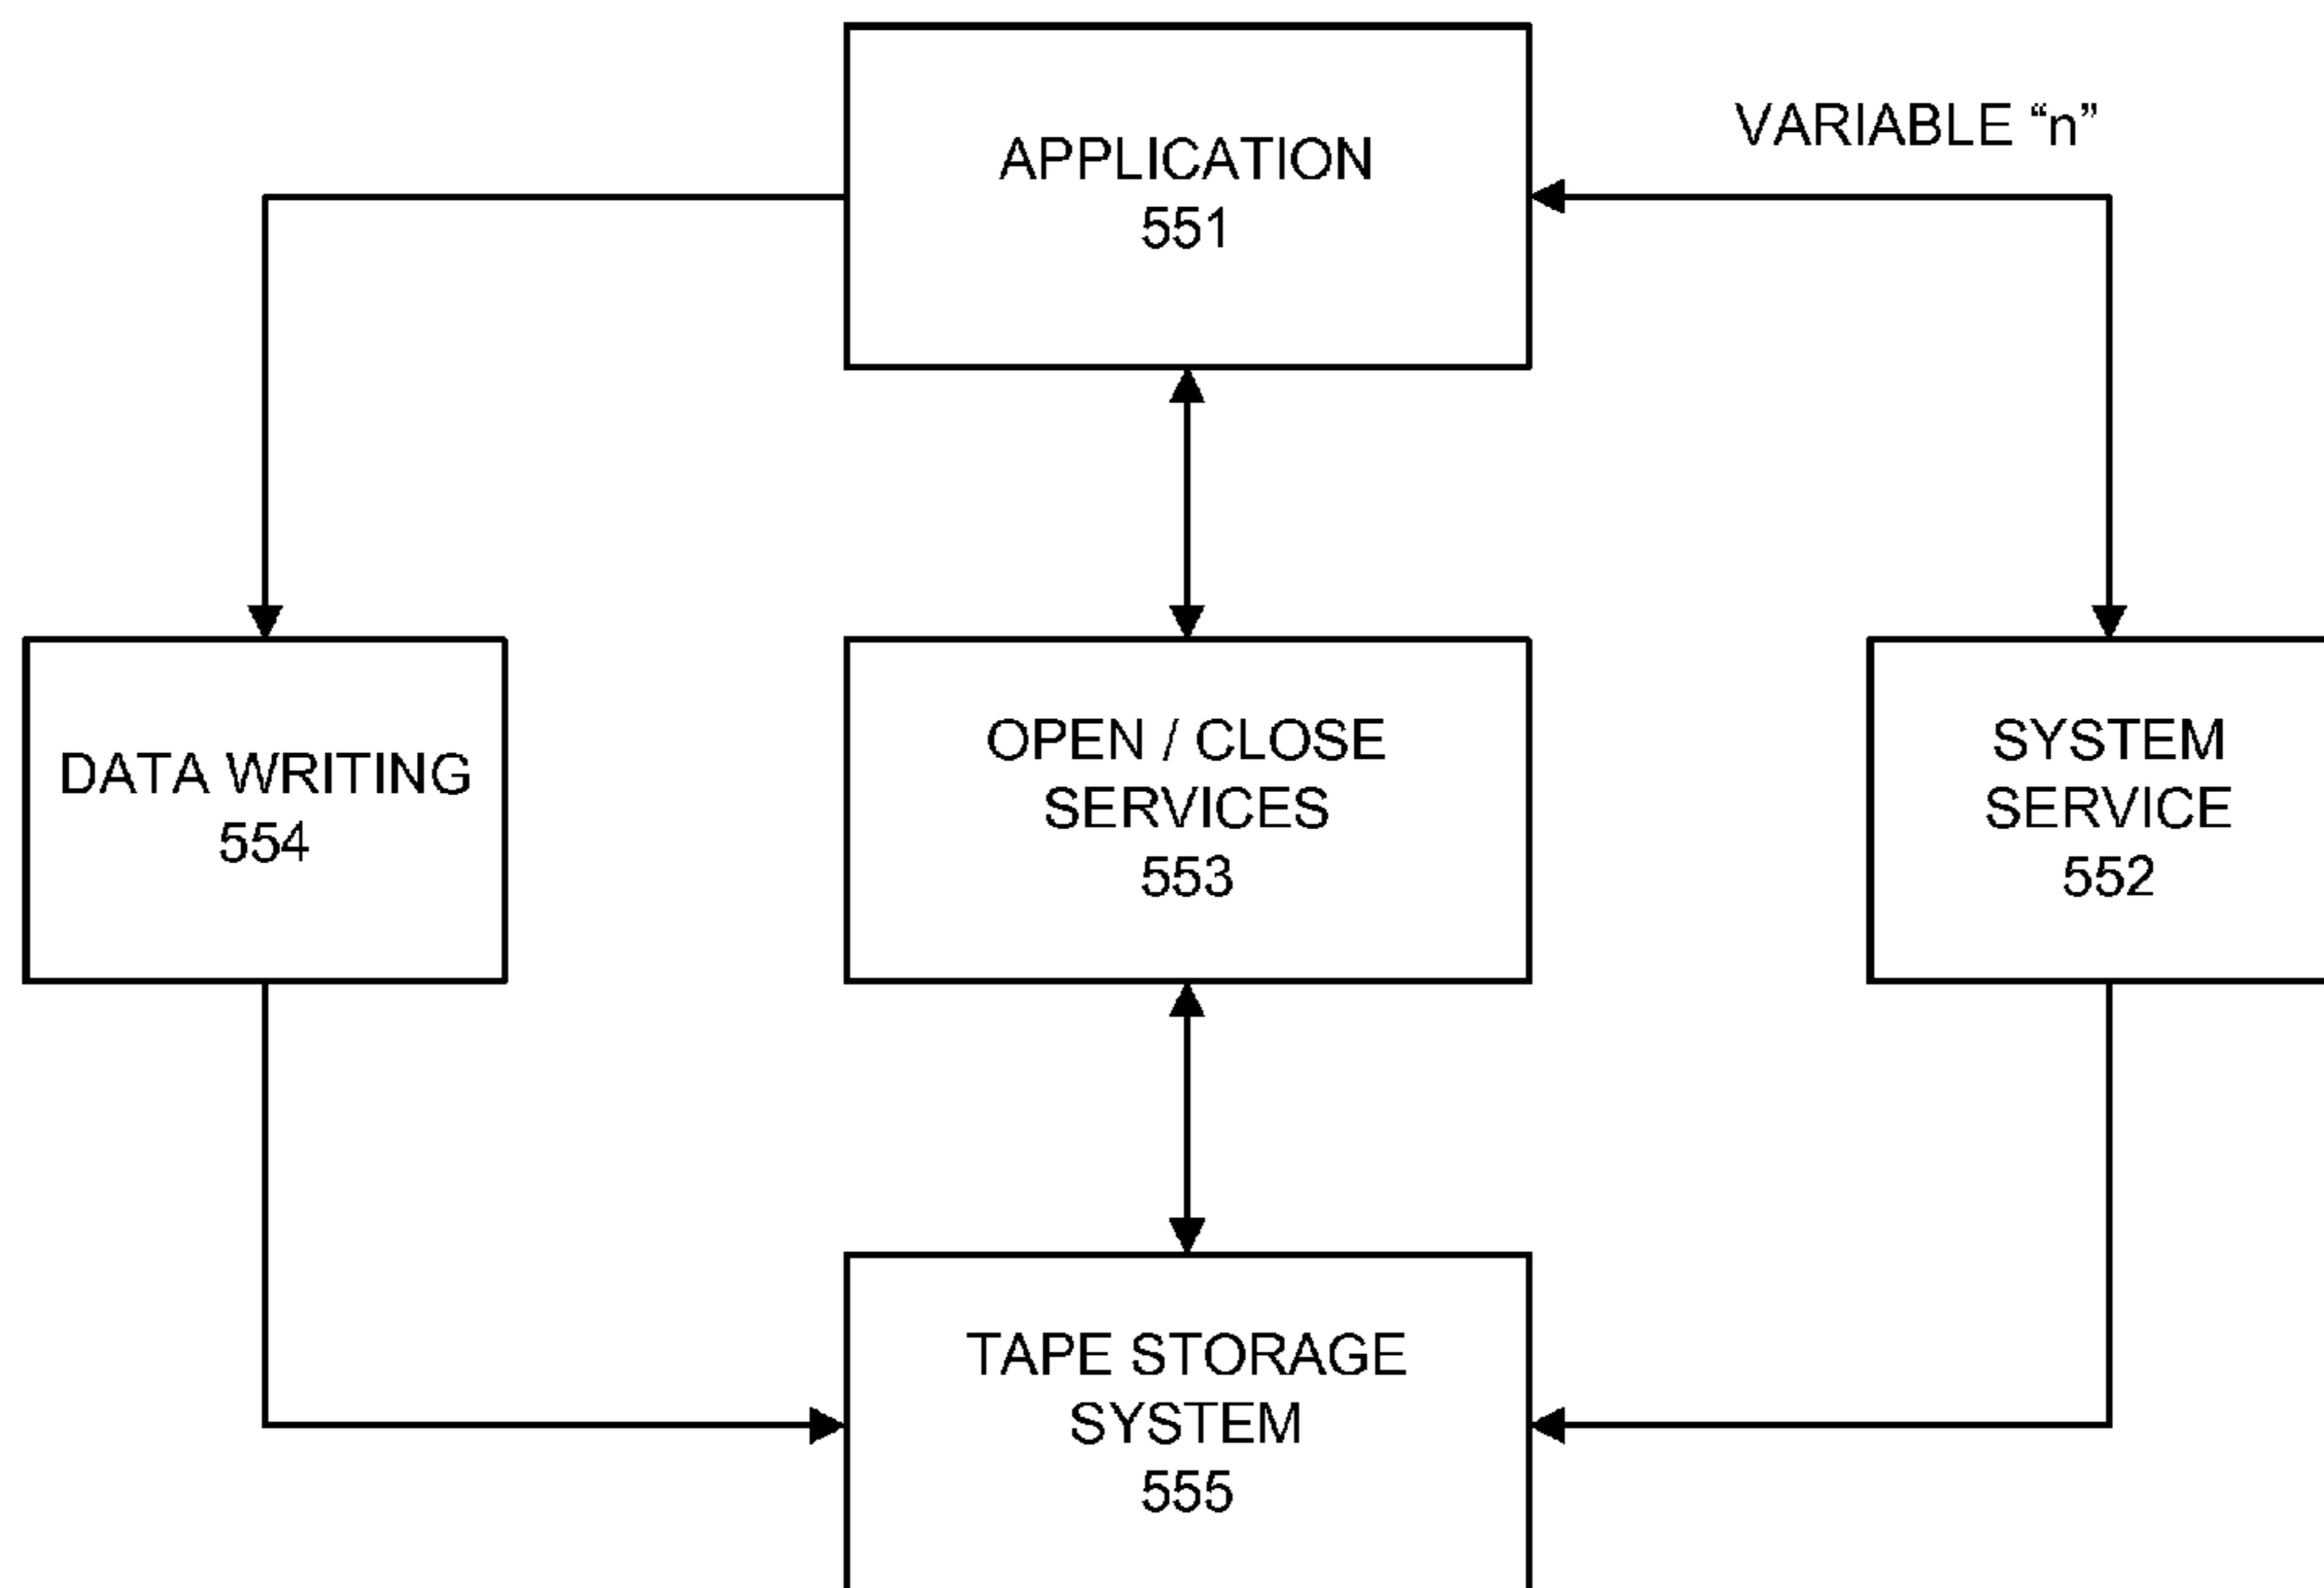 APPLICATION
551
VARIABLE “n”
DATA WRITING
554
OPEN / CLOSE
SERVICES
553
SYSTEM
SERVICE
552
TAPE STORAGE
SYSTEM
555